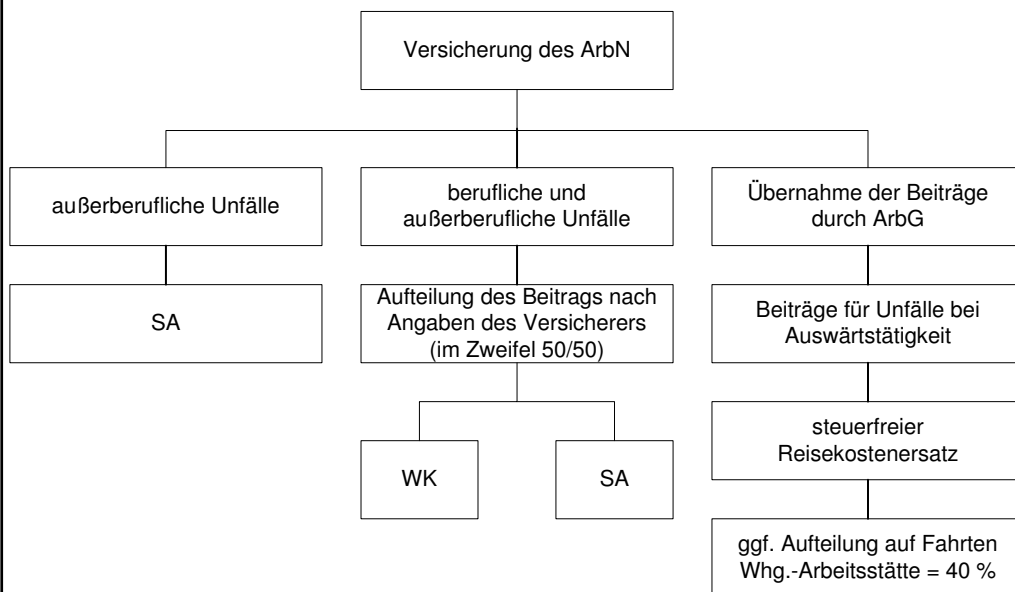 Versicherung des ArbN
außerberufliche Unfälle
berufliche und
außerberufliche Unfälle
Übernahme der Beiträge
durch ArbG
SA
Aufteilung des Beitrags nach
Angaben des Versicherers
(im Zweifel 50/50)
Beiträge für Unfälle bei
Auswärtstätigkeit
WK
SA
steuerfreier
Reisekostenersatz
ggf. Aufteilung auf Fahrten
Whg.-Arbeitsstätte = 40 %